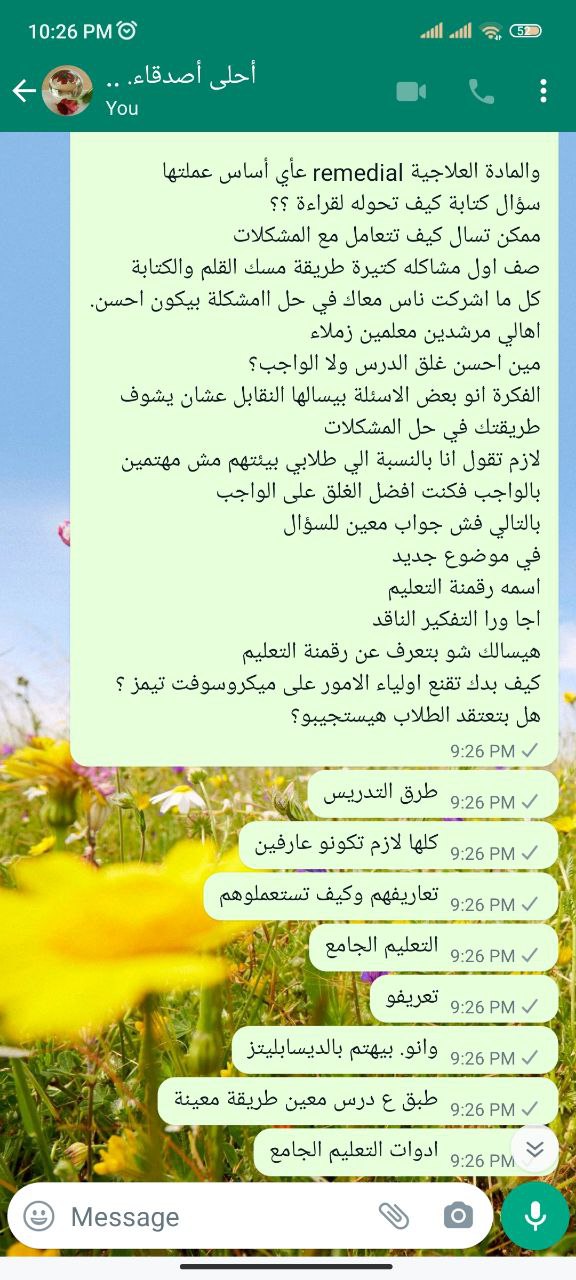 10:26 PM
52
أحلى أصدقاء. ..
You
والمادة العلاجية remedial عأي أساس عملتها
سؤال كتابة كيف تحوله لقراءة ؟؟
ممكن تسال كيف تتعامل مع المشكلات
صف اول مشاكله كتيرة طريقة مسك القلم والكتابة
كل ما اشركت ناس معاك في حل اامشكلة بيكون احسن.
اهالي مرشدين معلمين زملاء
مين احسن غلق الدرس ولا الواجب؟
الفكرة انو بعض الاسئلة بيسالها النقابل عشان يشوف
طريقتك في حل المشكلات
لازم تقول انا بالنسبة الي طلابي بيئتهم مش مهتمين
بالواجب فكنت افضل الغلق على الواجب
بالتالي فش جواب معين للسؤال
في موضوع جديد
اسمه رقمنة التعليم
اجا ورا التفكير الناقد
هيسالك شو بتعرف عن رقمنة التعليم
كيف بدك تقنع اولياء الامور على ميكروسوفت تيمز ؟
هل بتعتقد الطلاب هيستجيبو؟
9:26 PM
طرق التدريس
9:26 PM
كلها لازم تكونو عارفين
9:26 PM
تعاريفهم وكيف تستعملوهم
9:26 PM
التعليم الجامع
9:26 PM
تعريفو
9:26 PM
وانو. بيهتم بالديسابليتز
9:26 PM
طبق ع درس معين طريقة معينة
9:26 PM
ادوات التعليم الجامع
9:26 PM
Message